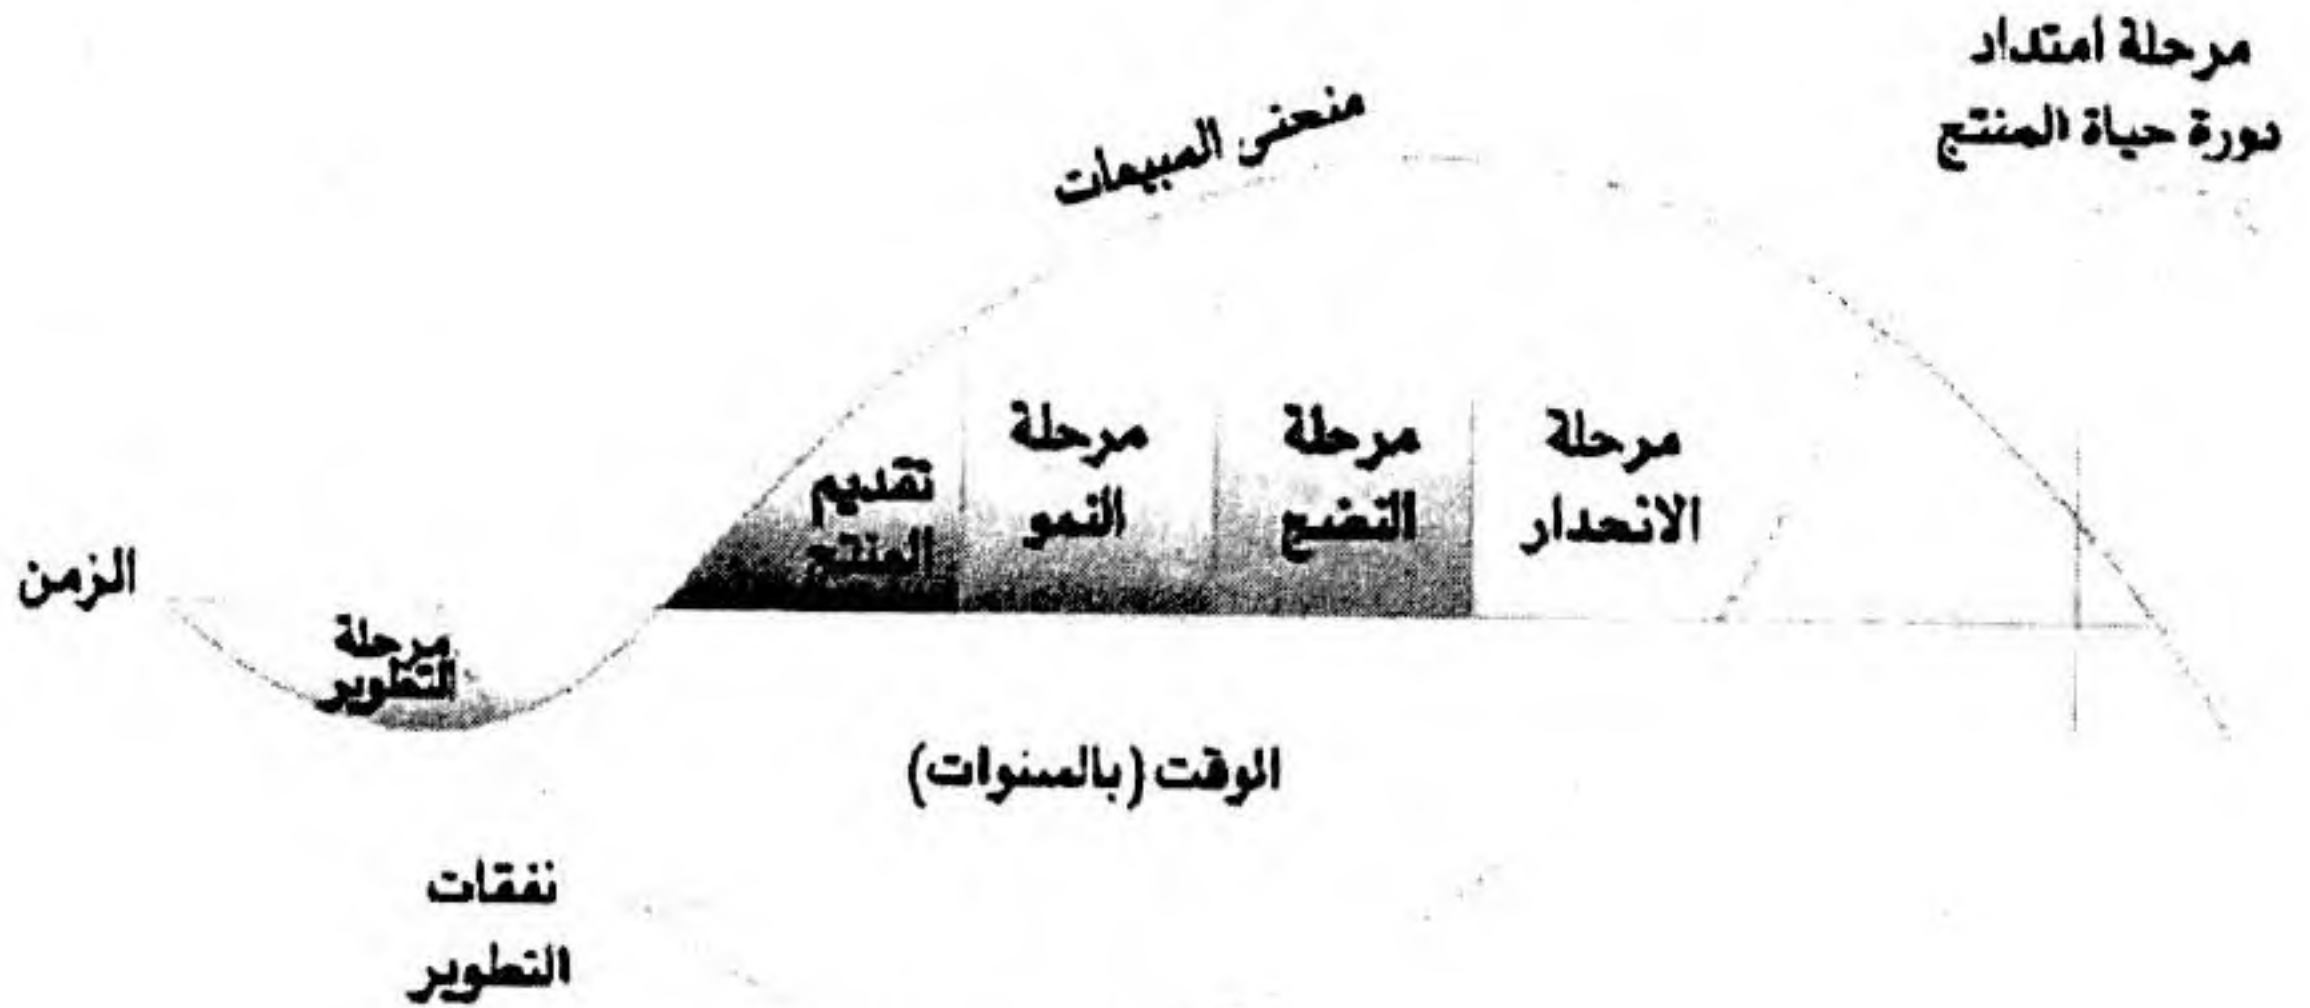 مرحلة امتداد
دورة حياة المنتج
منحنى المبيعات
تقديم
المنتج
مرحلة
النمو
مرحلة
النضج
مرحلة
الانحدار
الزمن
مرحلة
التطوير
الوقت (بالسنوات)
نفقات
التطوير